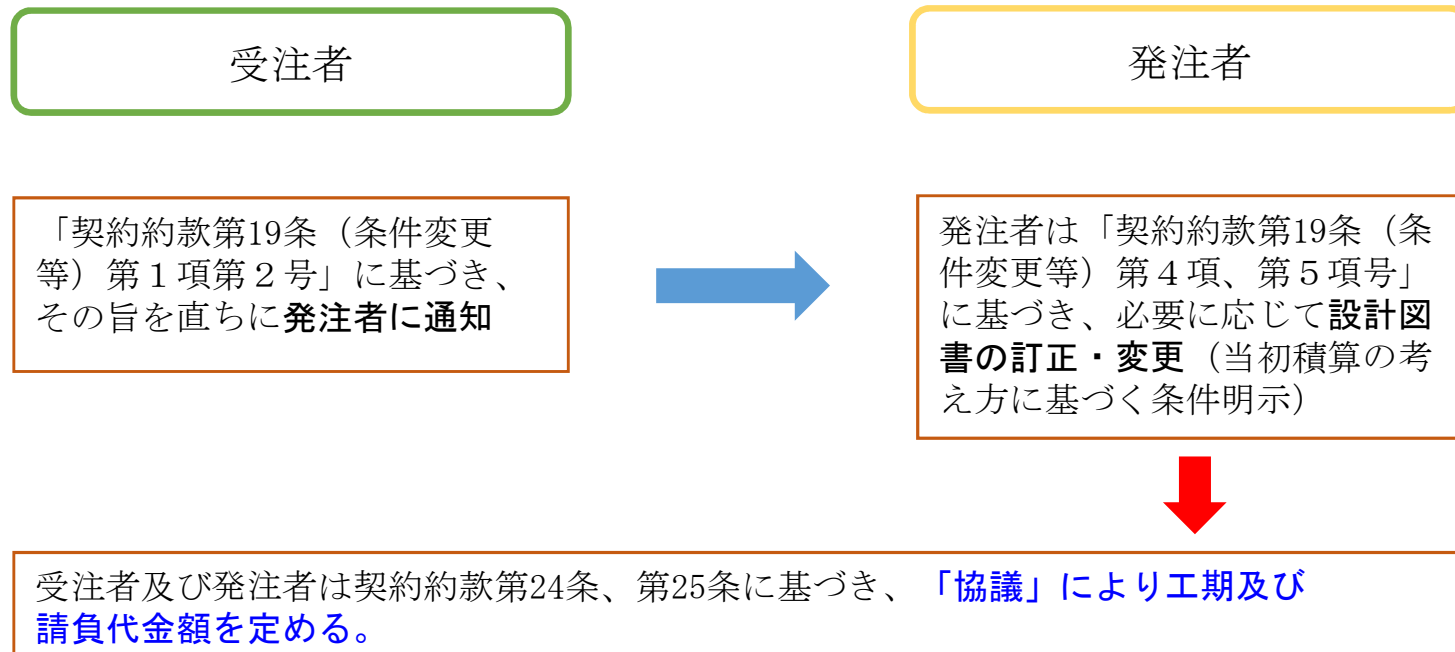 受注者
発注者
「契約約款第19条（条件変更
等）第１項第２号」に基づき、
その旨を直ちに発注者に通知
発注者は「契約約款第19条（条
件変更等）第４項、第５項号」
に基づき、必要に応じて設計図
書の訂正・変更（当初積算の考
え方に基づく条件明示）
受注者及び発注者は契約約款第24条、第25条に基づき、「協議」により工期及び
請負代金額を定める。